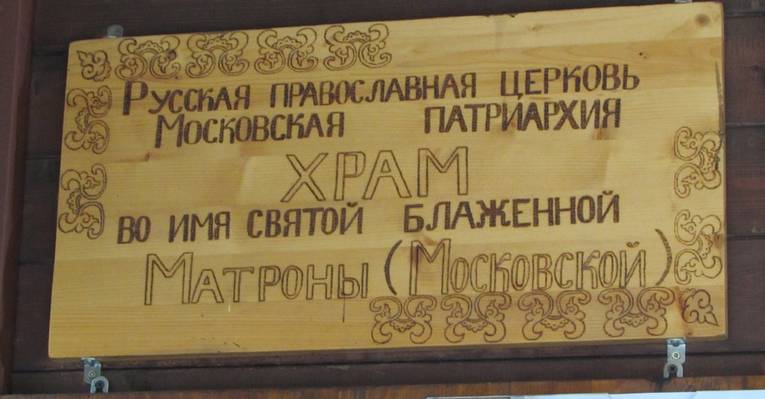 Русская православная церковь
Московская патриархия
ХРАМ
во имя святой блаженной
Матроны (Московской)